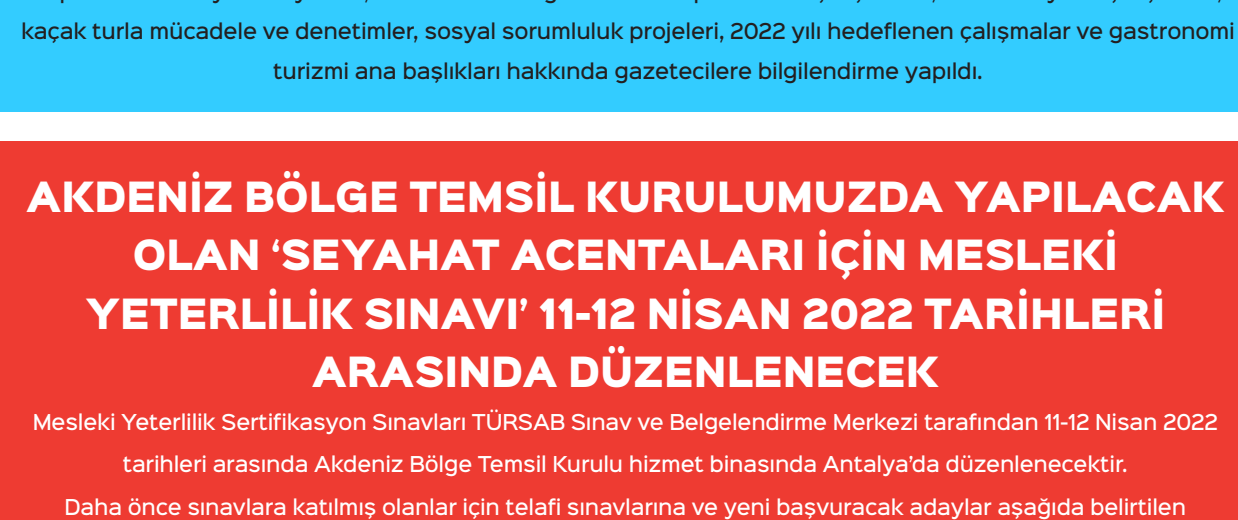 kaçak turla mücadele ve denetimler, sosyal sorumluluk projeleri, 2022 yılı hedeflenen çalışmalar ve gastronomi
turizmi ana başlıkları hakkında gazetecilere bilgilendirme yapıldı.
AKDENİZ BÖLGE TEMSİL KURULUMUZDA YAPILACAK
OLAN ‘SEYAHAT ACENTALARI İÇİN MESLEKİ
YETERLİLİK SINAVI’ 11-12 NİSAN 2022 TARİHLERİ
ARASINDA DÜZENLENECEK
Mesleki Yeterlilik Sertifikasyon Sınavları TÜRSAB Sınav ve Belgelendirme Merkezi tarafından 11-12 Nisan 2022
tarihleri arasında Akdeniz Bölge Temsil Kurulu hizmet binasında Antalya’da düzenlenecektir.
Daha önce sınavlara katılmış olanlar için telafi sınavlarına ve yeni başvuracak adaylar aşağıda belirtilen